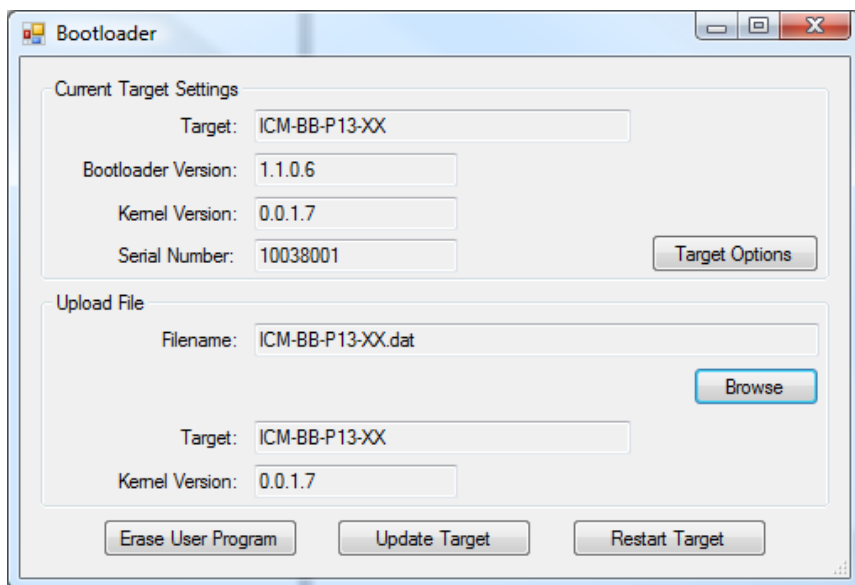 Bootloader
Current Target Settings
Target: ICM-BB-P13-XX
Bootloader Version: 1.1.0.6
Kernel Version: 0.0.1.7
Serial Number: 10038001
Target Options
Upload File
Filename: ICM-BB-P13-XX.dat
Browse
Target: ICM-BB-P13-XX
Kernel Version: 0.0.1.7
Erase User Program Update Target Restart Target